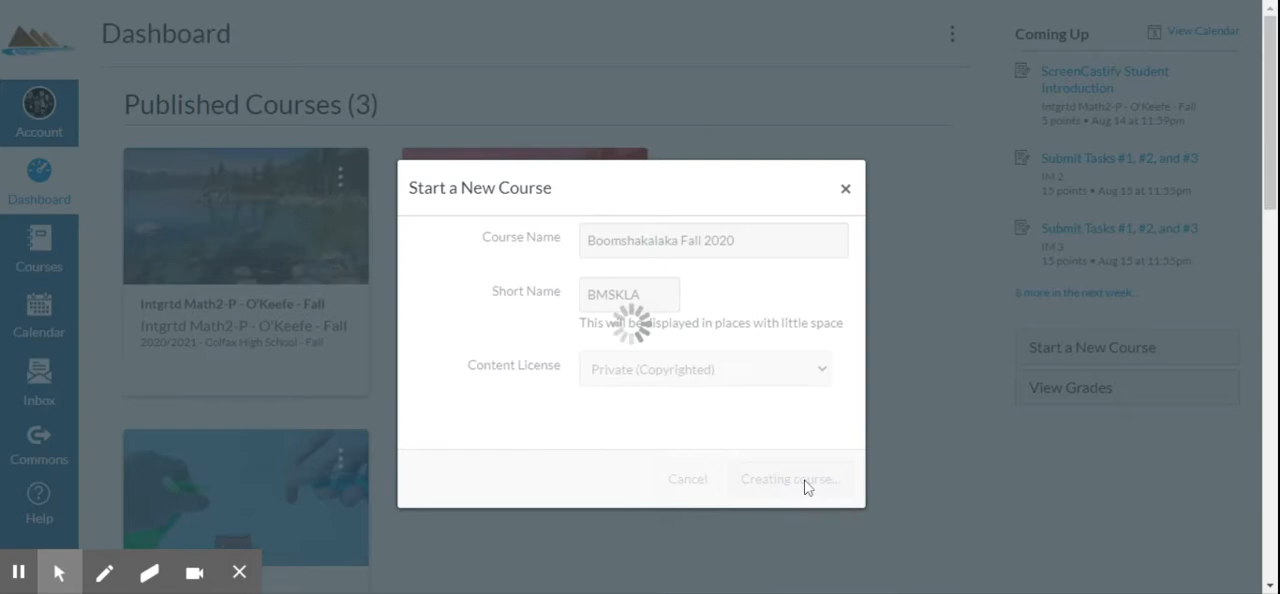 Dashboard
Account
Dashboard
Courses
Calendar
Inbox
Commons
Help
Published Courses (3)
Intgrtd Math2-P - O'Keefe - Fall
Intgrtd Math2-P - O'Keefe - Fall
2020/2021 - Colfax High School - Fall
Start a New Course
×
Course Name
Boomshakalaka Fall 2020
Short Name
BMSKLA
This will be displayed in places with little space
Content License
Private (Copyrighted)
Cancel
Creating course...
Coming Up
View Calendar
ScreenCastify Student
Introduction
Intgrtd Math2-P - O'Keefe - Fall
5 points • Aug 14 at 11:59pm
Submit Tasks #1, #2, and #3
IM 2
15 points • Aug 15 at 11:55pm
Submit Tasks #1, #2, and #3
IM 3
15 points • Aug 15 at 11:55pm
5 more in the next week...
Start a New Course
View Grades